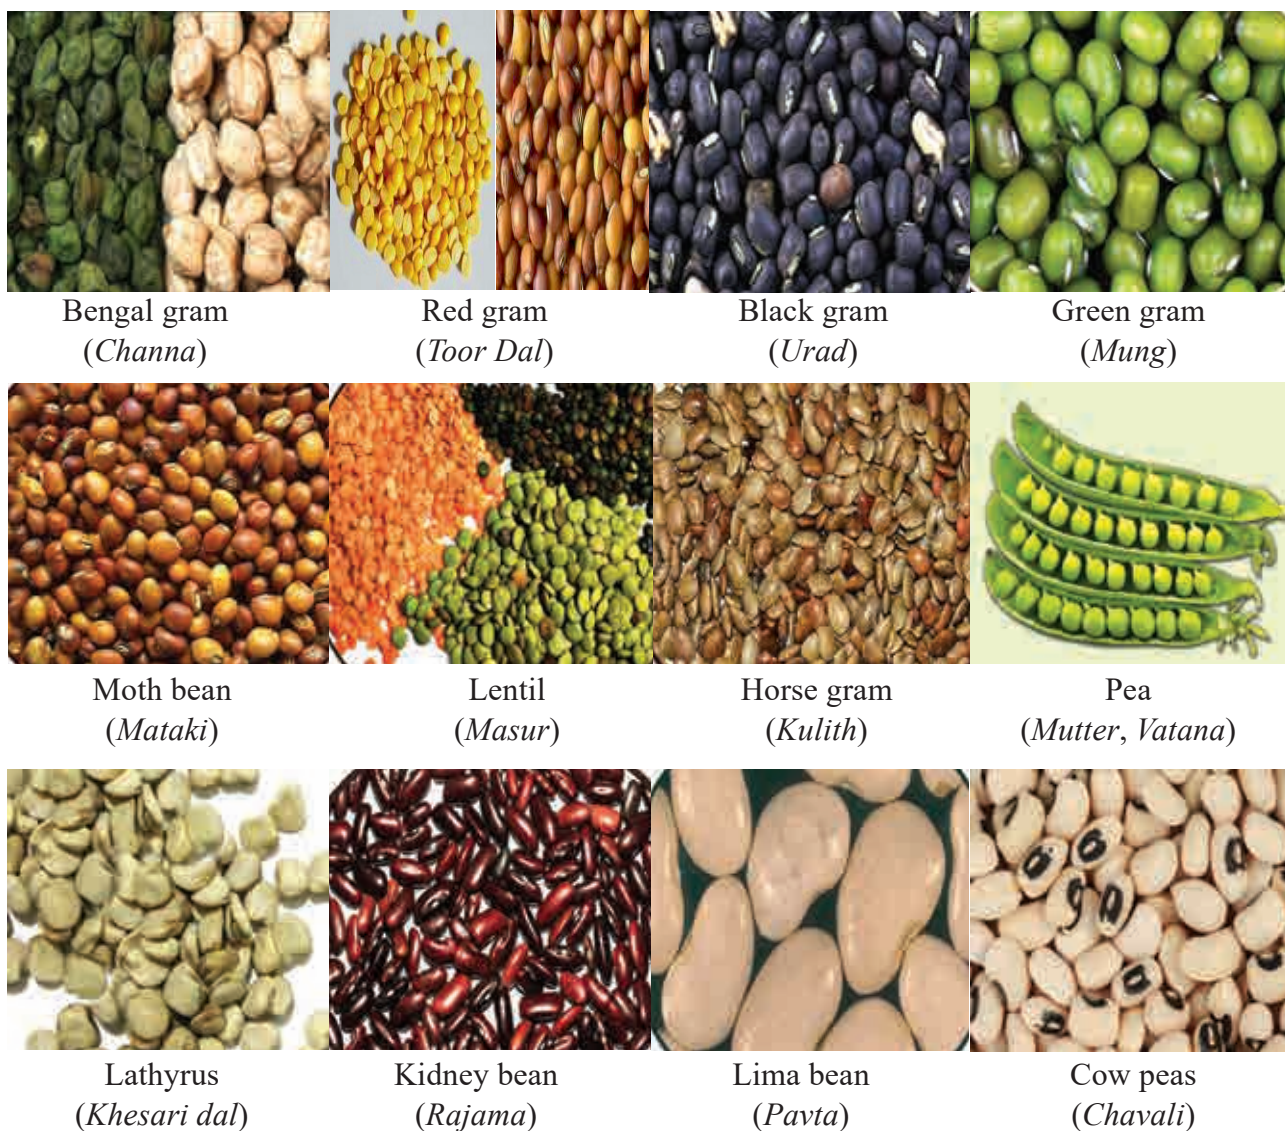 Bengal gram
(Channa)
Red gram
(Toor Dal)
Black gram
(Urad)
Green gram
(Mung)
Moth bean
(Mataki)
Lentil
(Masur)
Horse gram
(Kulith)
Pea
(Mutter, Vatana)
Lathyrus
(Khesari dal)
Kidney bean
(Rajama)
Lima bean
(Pavta)
Cow peas
(Chavali)